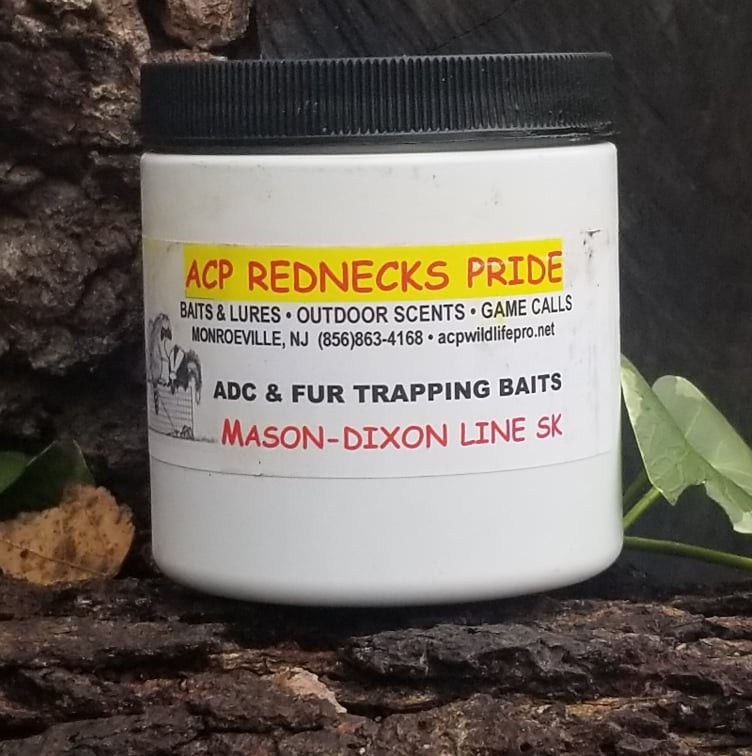 ACP REDNECKS PRIDE
BAITS & LURES • OUTDOOR SCENTS • GAME CALLS
MONROEVILLE, NJ (856)863-4168 • acpwildlifepro.net
ADC & FUR TRAPPING BAITS
MASON-DIXON LINE SK